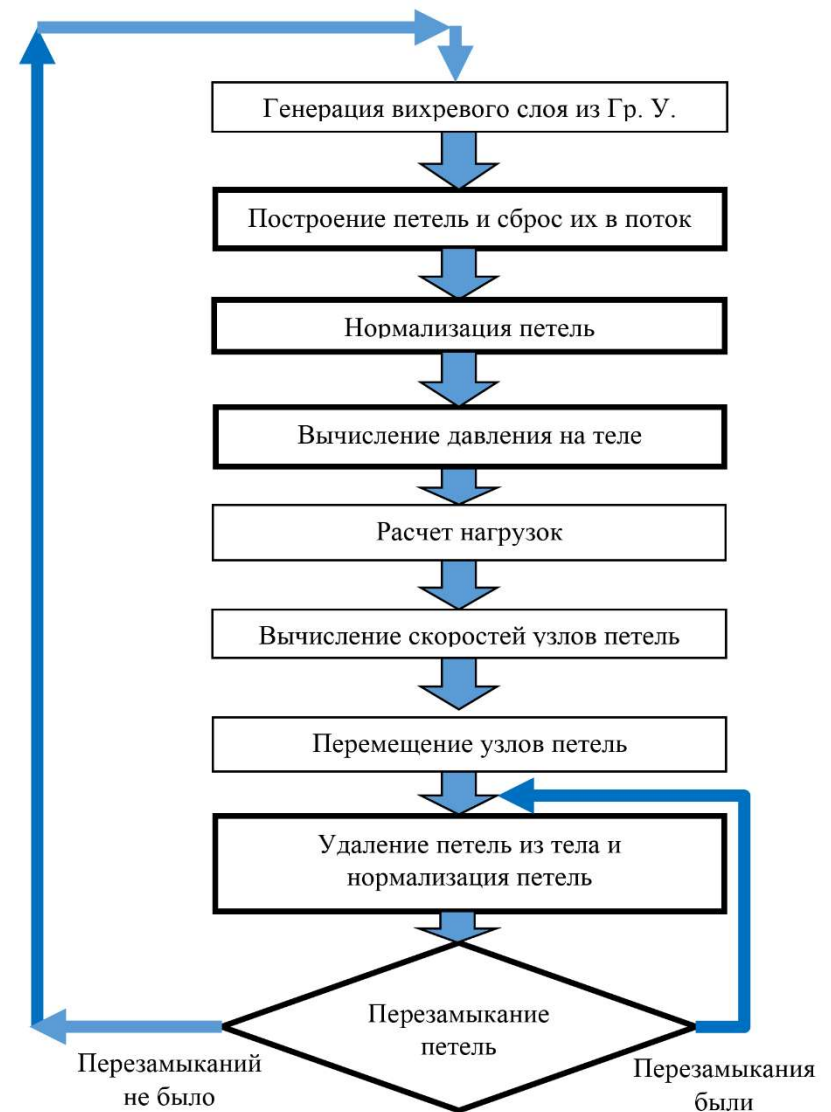 Генерация вихревого слоя из Гр. У.
Построение петель и сброс их в поток
Нормализация петель
Вычисление давления на теле
Расчет нагрузок
Вычисление скоростей узлов петель
Перемещение узлов петель
Удаление петель из тела и
нормализация петель
Перезамыкание
петель
Перезамыканий
не было
Перезамыкания
были